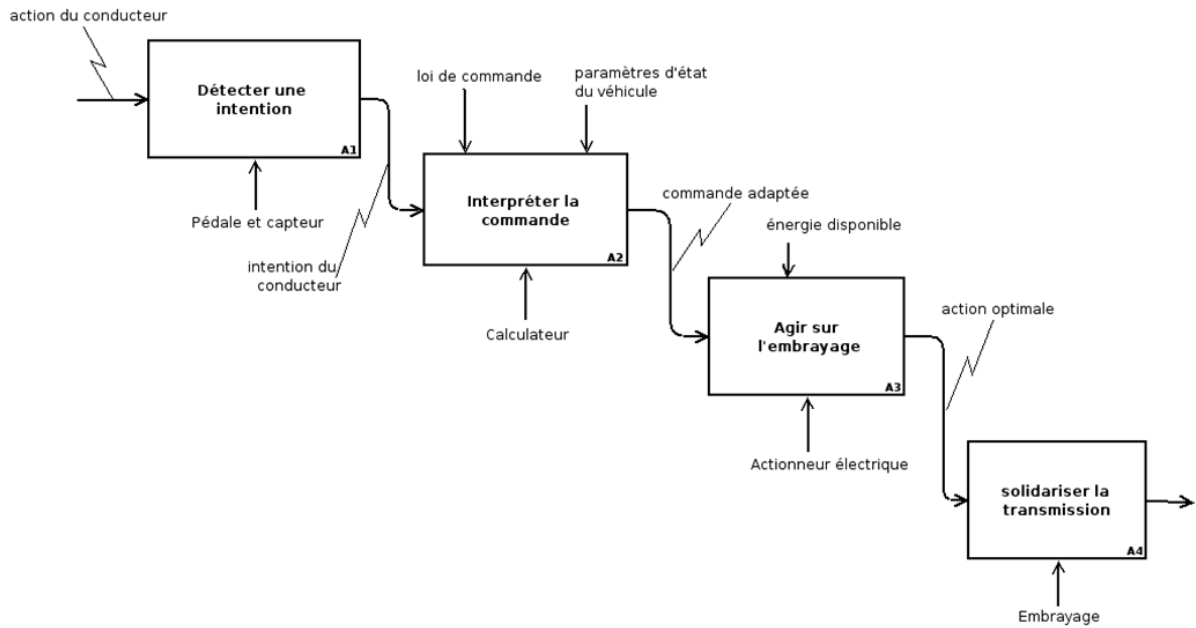 action du conducteur
Détecter une
intention
A1
Pédale et capteur
intention du
conducteur
loi de commande
paramètres d'état
du véhicule
Interpréter la
commande
A2
Calculateur
commande adaptée
énergie disponible
Agir sur
l'embrayage
A3
Actionneur électrique
action optimale
solidariser la
transmission
A4
Embrayage